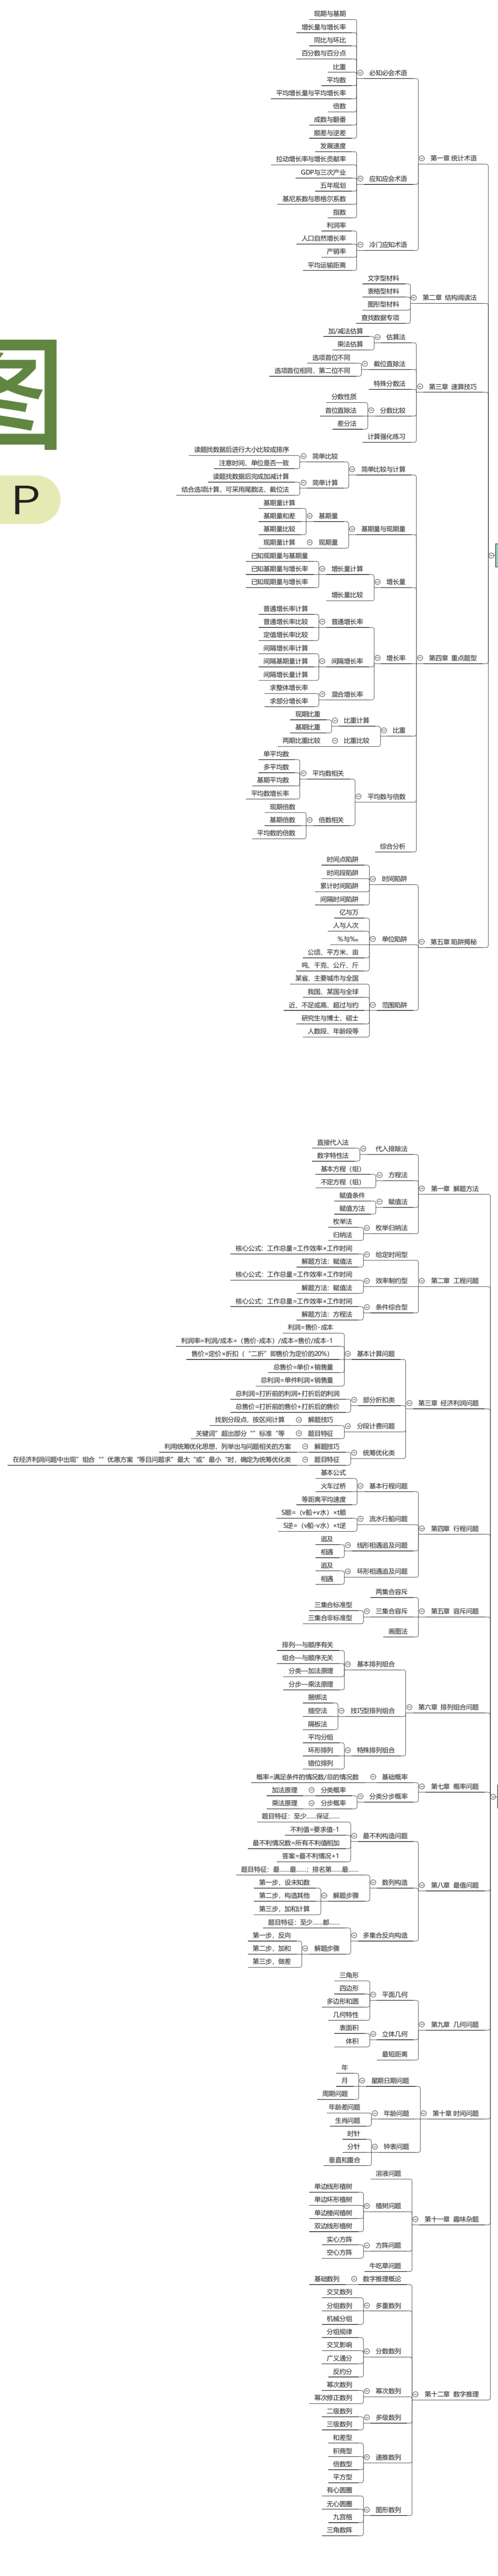 图
P
现期与基期
增长量与增长率
同比与环比
百分数与百分点
比重
平均数
平均增长量与平均增长率
倍数
成数与翻番
顺差与逆差
必知必会术语
发展速度
拉动增长率与增长贡献率
GDP与三次产业
五年规划
基尼系数与恩格尔系数
指数
应知应会术语
利润率
人口自然增长率
产销率
平均运输距离
冷门应知术语
第一章 统计术语
文字型材料
表格型材料
图形型材料
查找数据专项
第二章 结构阅读法
加/减法估算
乘法估算
估算法
选项首位不同
选项首位相同，第二位不同
截位直除法
特殊分数法
分数性质
首位直除法
差分法
分数比较
计算强化练习
第三章 速算技巧
读题找数据后进行大小比较或排序
注意时间、单位是否一致
简单比较
读题找数据后完成加减计算
结合选项计算，可采用尾数法、截位法
简单计算
简单比较与计算
基期量计算
基期量和差
基期量比较
基期量
现期量计算
现期量
基期量与现期量
已知现期量与基期量
已知基期量与增长率
已知现期量与增长率
增长量计算
增长量比较
增长量
普通增长率计算
普通增长率比较
定值增长率比较
普通增长率
间隔增长率计算
间隔基期量计算
间隔增长量计算
间隔增长率
求整体增长率
求部分增长率
混合增长率
增长率
现期比重
基期比重
比重计算
两期比重比较
比重比较
比重
单平均数
多平均数
基期平均数
平均数增长率
平均数相关
现期倍数
基期倍数
平均数的倍数
倍数相关
平均数与倍数
综合分析
第四章 重点题型
时间点陷阱
时间段陷阱
累计时间陷阱
间隔时间陷阱
时间陷阱
亿与万
人与人次
%与‰
公顷、平方米、亩
吨、千克、公斤、斤
单位陷阱
某省、主要城市与全国
我国、某国与全球
近、不足或高、超过与约
研究生与博士、硕士
人数段、年龄段等
范围陷阱
第五章 陷阱揭秘
直接代入法
数字特性法
代入排除法
基本方程（组）
不定方程（组）
方程法
赋值条件
赋值方法
赋值法
枚举法
归纳法
枚举归纳法
第一章 解题方法
核心公式：工作总量=工作效率×工作时间
解题方法：赋值法
给定时间型
核心公式：工作总量=工作效率×工作时间
解题方法：赋值法
效率制约型
核心公式：工作总量=工作效率×工作时间
解题方法：方程法
条件综合型
第二章 工程问题
利润=售价-成本
利润率=利润/成本=（售价-成本）/成本=售价/成本-1
售价=定价×折扣（“二折”即售价为定价的20%）
总售价=单价×销售量
总利润=单件利润×销售量
基本计算问题
总利润=打折前的利润+打折后的利润
总售价=打折前的售价+打折后的售价
部分折扣类
找到分段点，按区间计算
解题技巧
关键词”超出部分“”标准“等
题目特征
分段计费问题
利用统筹优化思想，列举出与问题相关的方案
解题技巧
在经济利润问题中出现”组合“”优惠方案“等且问题求”最大“或”最小“时，确定为统筹优化类
题目特征
统筹优化类
第三章 经济利润问题
基本公式
火车过桥
等距离平均速度
基本行程问题
S顺=（v船+v水）×t顺
S逆=（v船-v水）×t逆
流水行船问题
追及
相遇
线形相遇追及问题
追及
相遇
环形相遇追及问题
第四章 行程问题
两集合容斥
三集合标准型
三集合非标准型
三集合容斥
画图法
第五章 容斥问题
排列—与顺序有关
组合—与顺序无关
分类—加法原理
分步—乘法原理
基本排列组合
捆绑法
插空法
隔板法
技巧型排列组合
平均分组
环形排列
错位排列
特殊排列组合
第六章 排列组合问题
概率=满足条件的情况数/总的情况数
基础概率
加法原理
分类概率
乘法原理
分步概率
分类分步概率
第七章 概率问题
题目特征：至少……保证……
不利值=要求值-1
最不利情况数=所有不利值相加
答案=最不利情况+1
最不利构造问题
题目特征：最……最……；排名第……最……
第一步，设未知数
第二步，构造其他
第三步，加和计算
解题步骤
数列构造
题目特征：至少……都……
第一步，反向
第二步，加和
第三步，做差
解题步骤
多集合反向构造
第八章 最值问题
三角形
四边形
多边形和圆
几何特性
平面几何
表面积
体积
立体几何
最短距离
第九章 几何问题
年
月
周期问题
星期日期问题
年龄差问题
生肖问题
年龄问题
时针
分针
垂直和重合
钟表问题
第十章 时间问题
溶液问题
单边线形植树
单边环形植树
单边楼间植树
双边线形植树
植树问题
实心方阵
空心方阵
方阵问题
牛吃草问题
第十一章 趣味杂题
基础数列
数字推理概论
交叉数列
分组数列
机械分组
多重数列
分组规律
交叉影响
广义通分
反约分
分数数列
幂次数列
幂次修正数列
幂次数列
二级数列
三级数列
多级数列
和差型
积商型
倍数型
平方型
递推数列
有心圆圈
无心圆圈
九宫格
三角数阵
图形数列
第十二章 数字推理